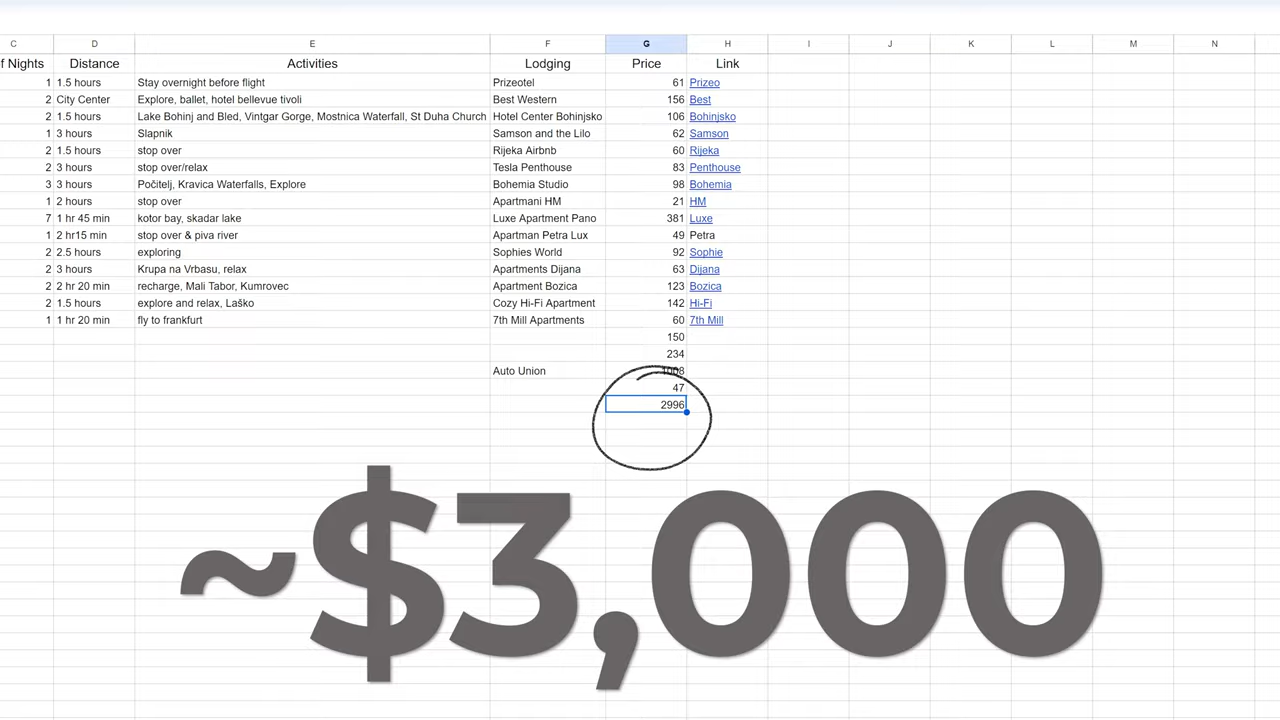 C D E F G H I J K L M N
f Nights Distance Activities Lodging Price Link
1 1.5 hours Stay overnight before flight Prizeotel 61 Prizeo
2 City Center Explore, ballet, hotel bellevue tivoli Best Western 156 Best
2 1.5 hours Lake Bohinj and Bled, Vintgar Gorge, Mostnica Waterfall, St Duha Church Hotel Center Bohinjsko 106 Bohinjsko
1 3 hours Slapnik Samson and the Lilo 62 Samson
2 1.5 hours stop over Rijeka Airbnb 60 Rijeka
2 3 hours stop over/relax Tesla Penthouse 83 Penthouse
3 3 hours Počitelj, Kravica Waterfalls, Explore Bohemia Studio 98 Bohemia
1 2 hours stop over Apartmani HM 21 HM
7 1 hr 45 min kotor bay, skadar lake Luxe Apartment Pano 381 Luxe
1 2 hr15 min stop over & piva river Apartman Petra Lux 49 Petra
2 2.5 hours exploring Sophies World 92 Sophie
2 3 hours Krupa na Vrbasu, relax Apartments Dijana 63 Dijana
2 2 hr 20 min recharge, Mali Tabor, Kumrovec Apartment Bozica 123 Bozica
2 1.5 hours explore and relax, Laško Cozy Hi-Fi Apartment 142 Hi-Fi
1 1 hr 20 min fly to frankfurt 7th Mill Apartments 60 7th Mill
150
234
Auto Union 1008
47
2996
~$3,000